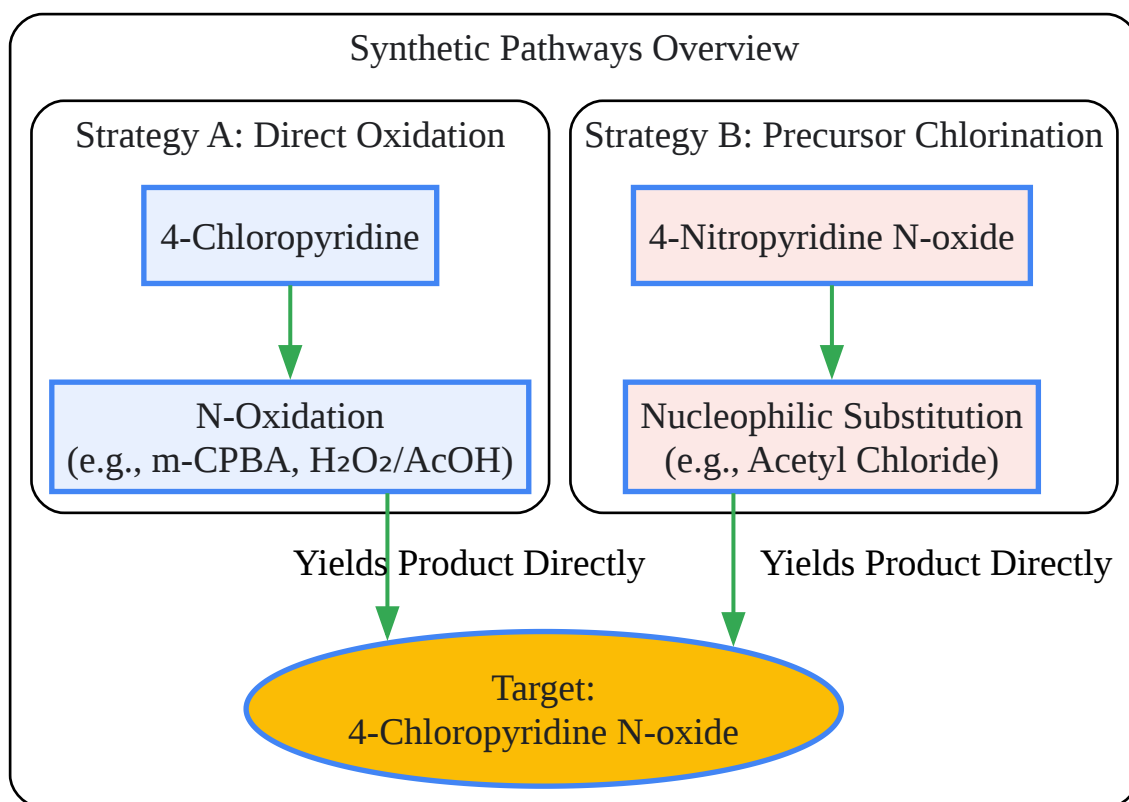 Synthetic Pathways Overview
Strategy A: Direct Oxidation
4-Chloropyridine
N-Oxidation
(e.g., m-CPBA, H₂O₂/AcOH)
Yields Product Directly
Strategy B: Precursor Chlorination
4-Nitropyridine N-oxide
Nucleophilic Substitution
(e.g., Acetyl Chloride)
Yields Product Directly
Target:
4-Chloropyridine N-oxide